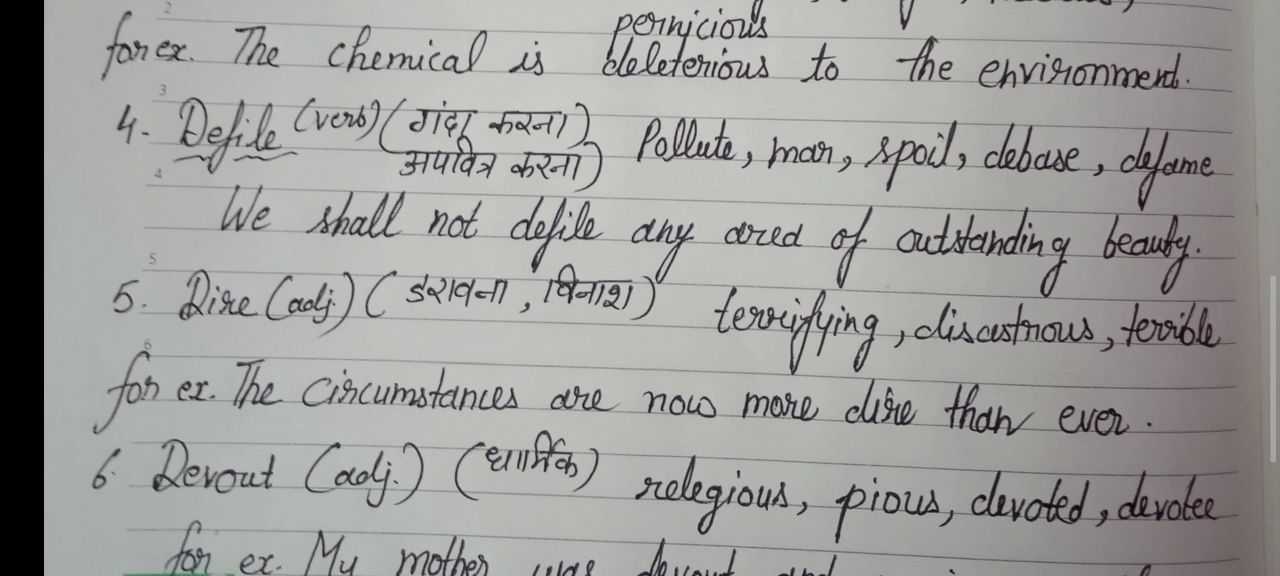 pernicious
for ex. The chemical is deleterious to the environment.
4. Defile (verb) (गंदा करना) Pollute, mar, spoil, debase, defame
अपवित्र करना)
We shall not defile any area of outstanding beauty.
5. Dire (adj.) (डरावना, विनाश) terrifying, disastrous, terrible
for ex. The circumstances are now more dire than ever.
6. Devout (adj.) (धार्मिक) relegious, pious, devoted, devotee
for ex. My mother was devout and